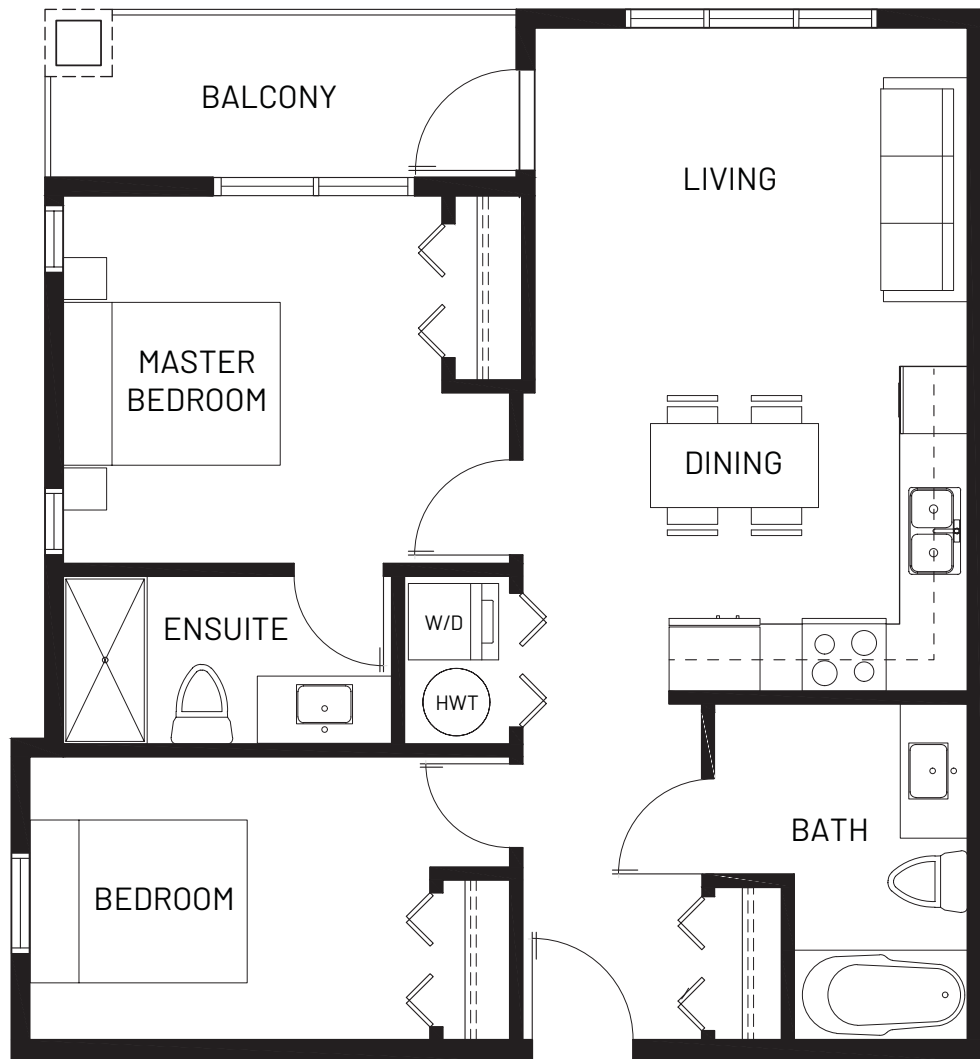 BALCONY
LIVING
MASTER
BEDROOM
DINING
ENSUITE
W/D
HWT
BATH
BEDROOM